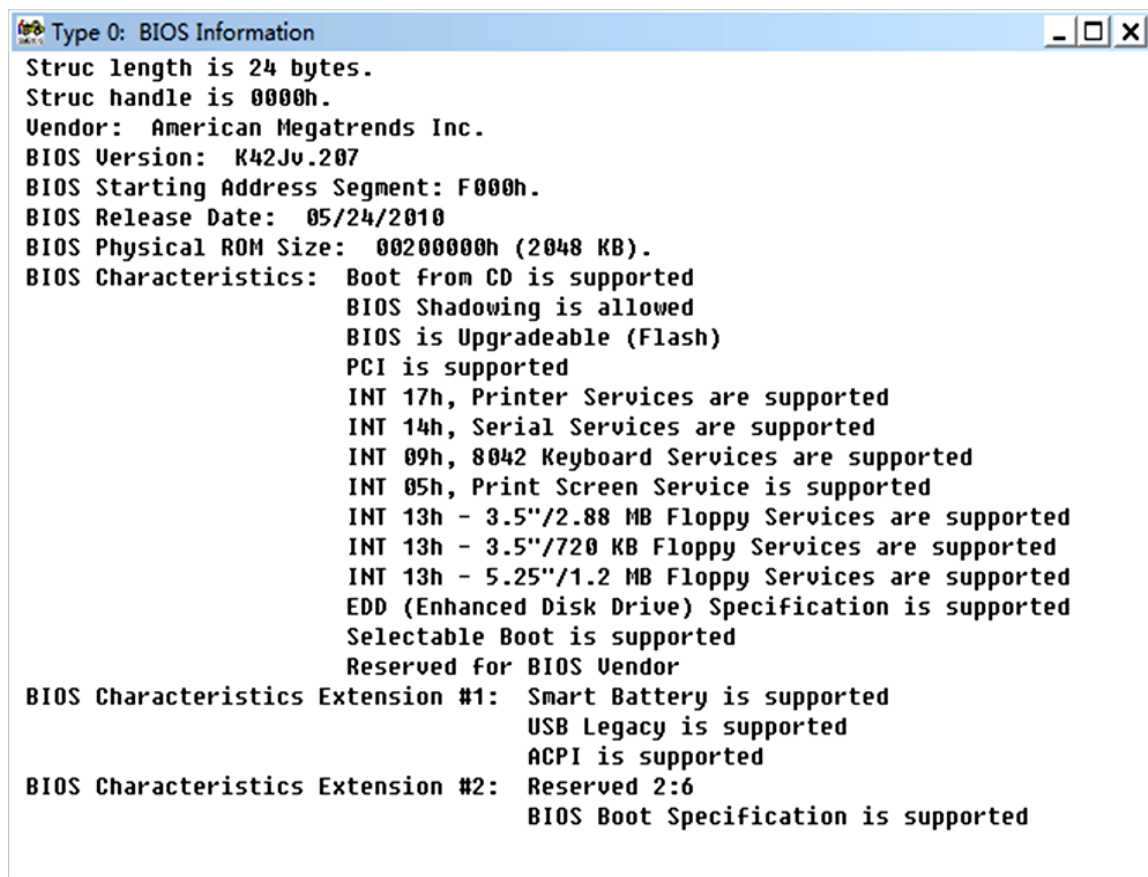 Type 0:  BIOS Information
Struc length is 24 bytes.
Struc handle is 0000h.
Vendor:  American Megatrends Inc.
BIOS Version:  K42Jv.207
BIOS Starting Address Segment: F000h.
BIOS Release Date:  05/24/2010
BIOS Physical ROM Size:  00200000h (2048 KB).
BIOS Characteristics:  Boot from CD is supported
BIOS Shadowing is allowed
BIOS is Upgradeable (Flash)
PCI is supported
INT 17h, Printer Services are supported
INT 14h, Serial Services are supported
INT 09h, 8042 Keyboard Services are supported
INT 05h, Print Screen Service is supported
INT 13h - 3.5"/2.88 MB Floppy Services are supported
INT 13h - 3.5"/720 KB Floppy Services are supported
INT 13h - 5.25"/1.2 MB Floppy Services are supported
EDD (Enhanced Disk Drive) Specification is supported
Selectable Boot is supported
Reserved for BIOS Vendor
BIOS Characteristics Extension #1:  Smart Battery is supported
USB Legacy is supported
ACPI is supported
BIOS Characteristics Extension #2:  Reserved 2:6
BIOS Boot Specification is supported